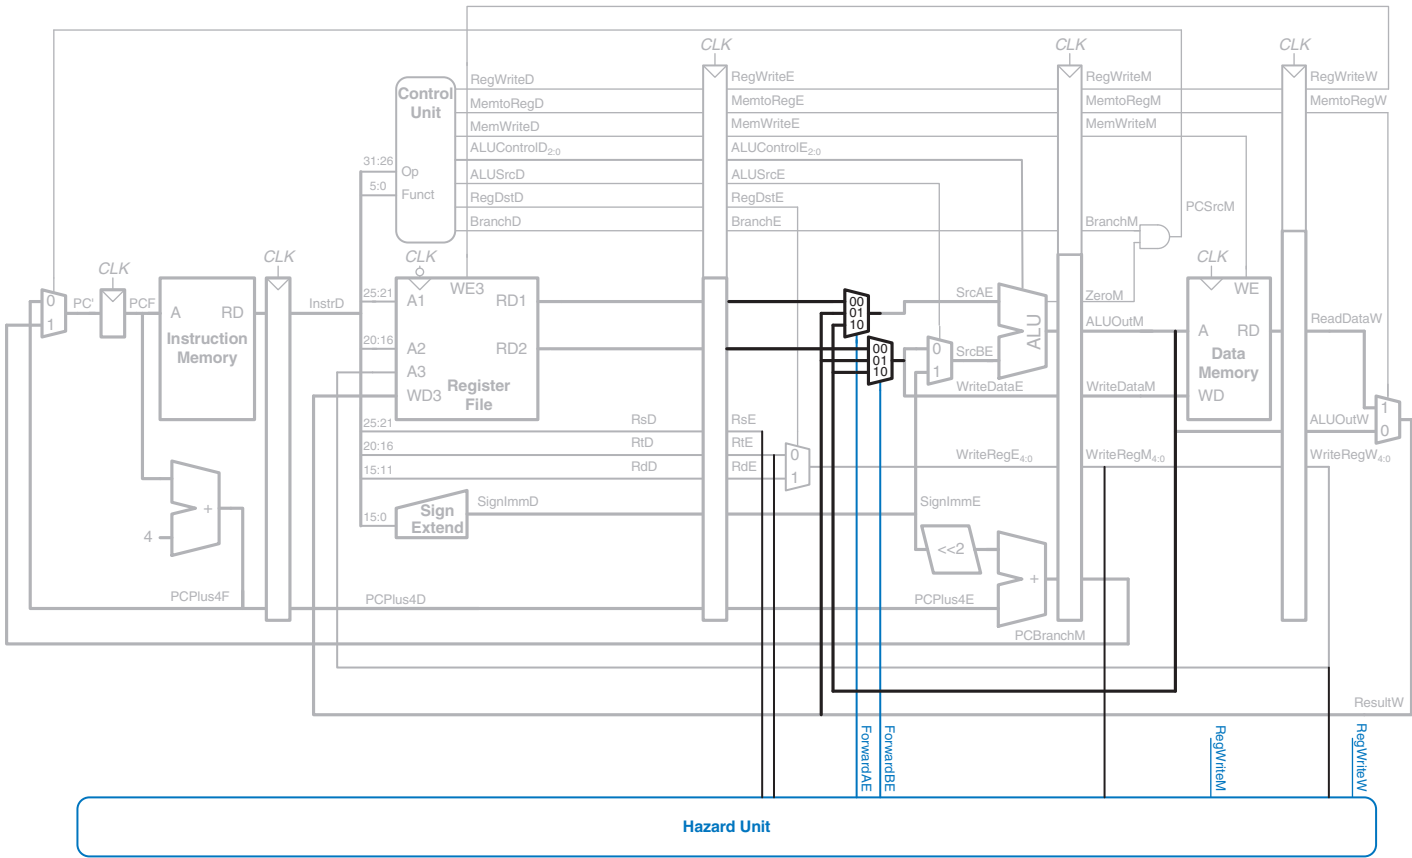 CLK
CLK
CLK
RegWriteD
RegWriteE
RegWriteM
RegWriteW
Control
Unit
MemtoRegD
MemtoRegE
MemtoRegM
MemtoRegW
MemWriteD
MemWriteE
MemWriteM
ALUControlD2:0
ALUControlE2:0
31:26
Op
ALUSrcD
ALUSrcE
5:0
Funct
RegDstD
RegDstE
PCSrcM
BranchD
BranchE
BranchM
CLK
CLK
CLK
CLK
0
1
PC'
PCF
A
RD
Instruction
Memory
InstrD
25:21
A1
WE3
RD1
20:16
A2
RD2
A3
WD3
Register
File
00
01
10
00
01
10
SrcAE
0
1
SrcBE
ALU
ZeroM
ALUOutM
WE
A
RD
Data
Memory
WD
ReadDataW
WriteDataE
WriteDataM
1
0
ALUOutW
25:21
RsD
RsE
20:16
RtD
RtE
15:11
RdD
RdE
0
1
WriteRegE4:0
WriteRegM4:0
WriteRegW4:0
15:0
Sign
Extend
SignImmD
SignImmE
+
4
<<2
+
PCPlus4F
PCPlus4D
PCPlus4E
PCBranchM
ResultW
ForwardAE
ForwardBE
RegWriteM
RegWriteW
Hazard Unit